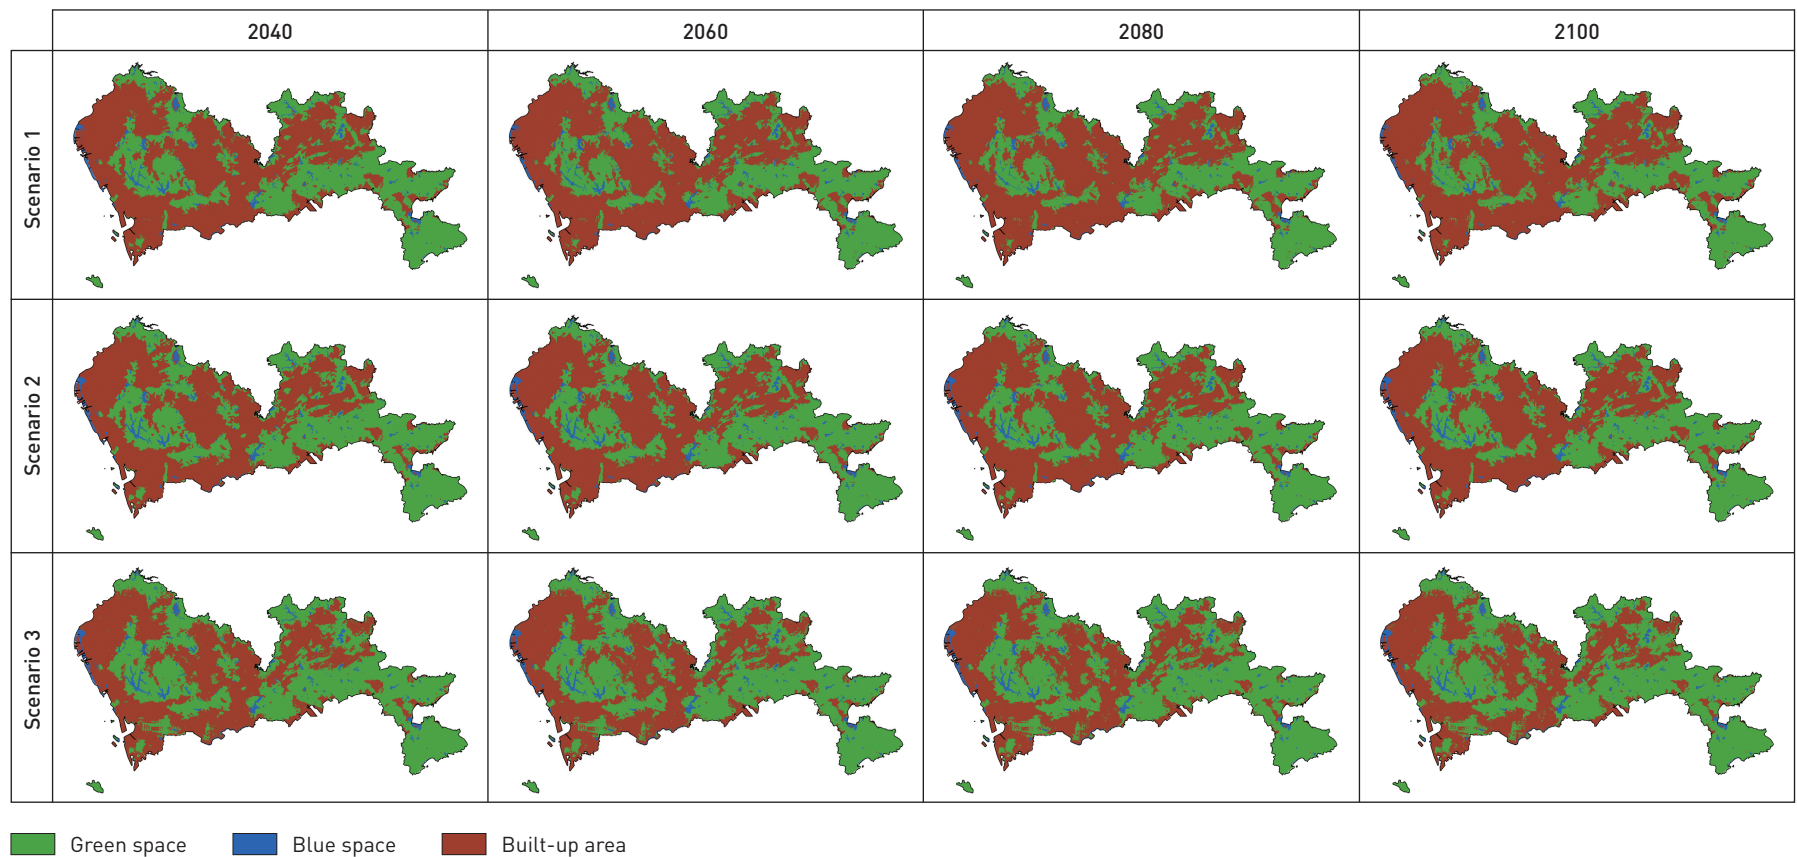 2040 2060 2080 2100
Scenario 1
Scenario 2
Scenario 3
Green space Blue space Built-up area